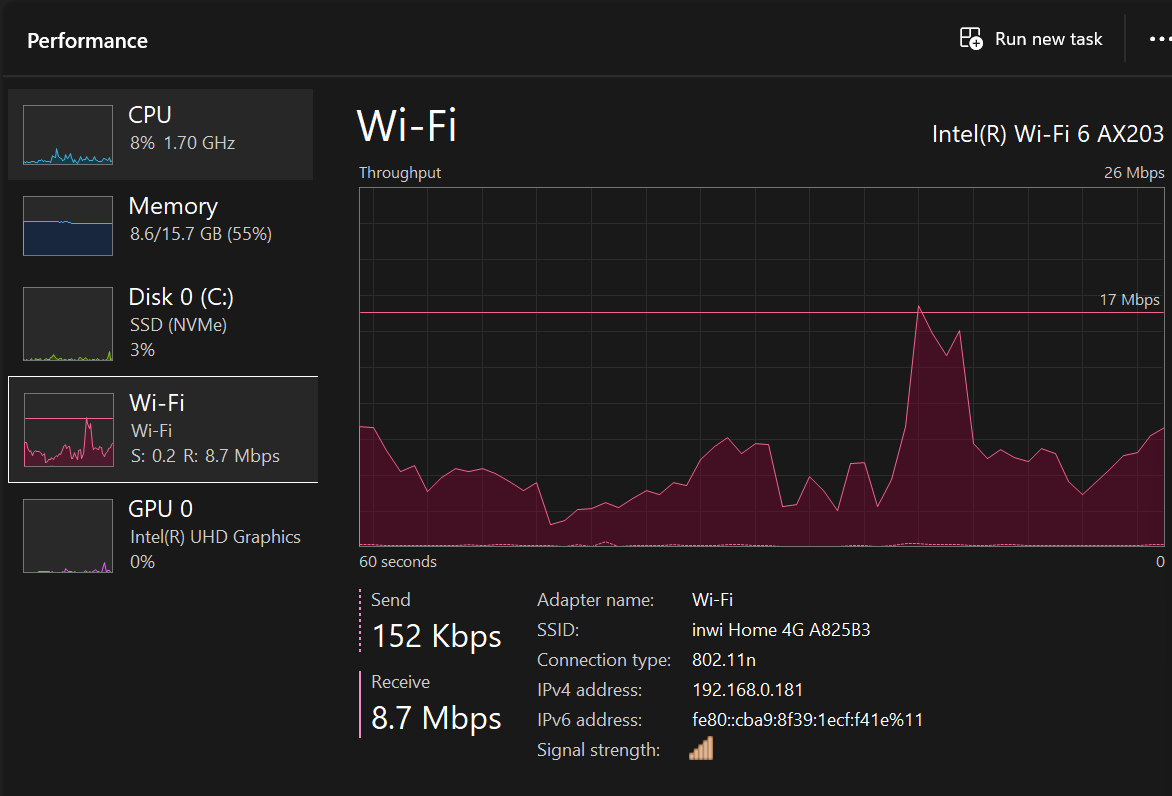 Performance
Run new task
CPU
8% 1.70 GHz
Memory
8.6/15.7 GB (55%)
Disk 0 (C:)
SSD (NVMe)
3%
Wi-Fi
Wi-Fi
S: 0.2 R: 8.7 Mbps
GPU 0
Intel(R) UHD Graphics
0%
Wi-Fi
Intel(R) Wi-Fi 6 AX203
Throughput
26 Mbps
17 Mbps
60 seconds
0
Send
152 Kbps
Receive
8.7 Mbps
Adapter name: Wi-Fi
SSID: inwi Home 4G A825B3
Connection type: 802.11n
IPv4 address: 192.168.0.181
IPv6 address: fe80::cba9:8f39:1ecf:f41e%11
Signal strength: